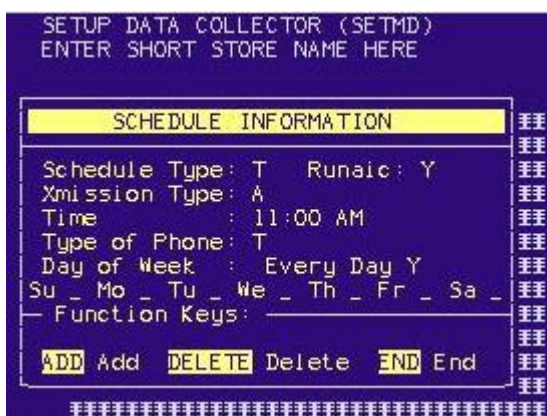 SETUP DATA COLLECTOR (SETMD)
ENTER SHORT STORE NAME HERE
SCHEDULE INFORMATION
Schedule Type: T Runaic: Y
Xmission Type: A
Time : 11:00 AM
Type of Phone: T
Day of Week : Every Day Y
Su _ Mo _ Tu _ We _ Th _ Fr _ Sa _
Function Keys:
ADD Add DELETE Delete END End